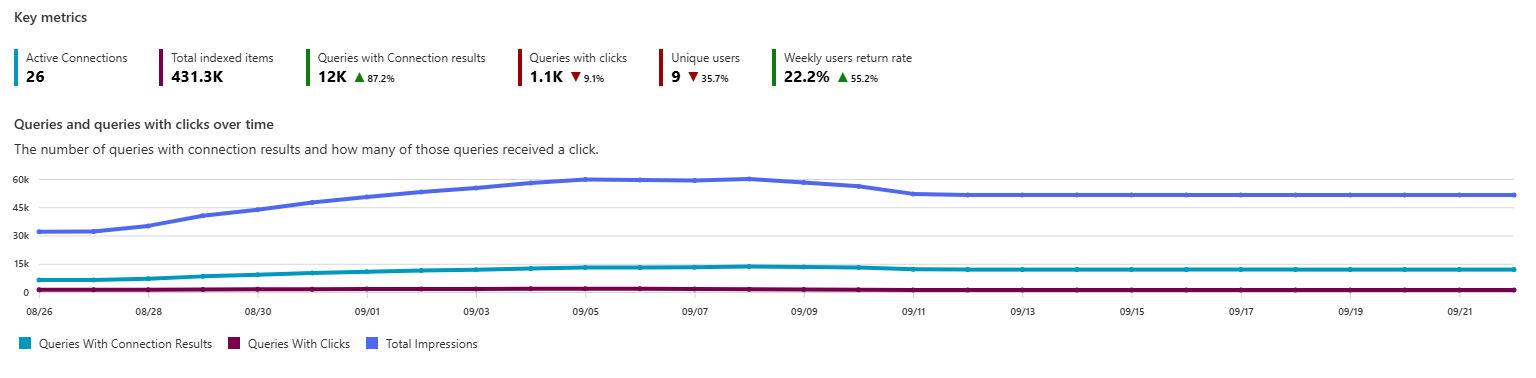 Key metrics
Active Connections Total indexed items Queries with Connection results Queries with clicks Unique users Weekly users return rate
26 431.3K 12K ▲ 87.2% 1.1K ▼ 9.1% 9 ▼ 35.7% 22.2% ▲ 55.2%
Queries and queries with clicks over time
The number of queries with connection results and how many of those queries received a click.
60k
45k
30k
15k
0
08/26 08/28 08/30 09/01 09/03 09/05 09/07 09/09 09/11 09/13 09/15 09/17 09/19 09/21
Queries With Connection Results Queries With Clicks Total Impressions